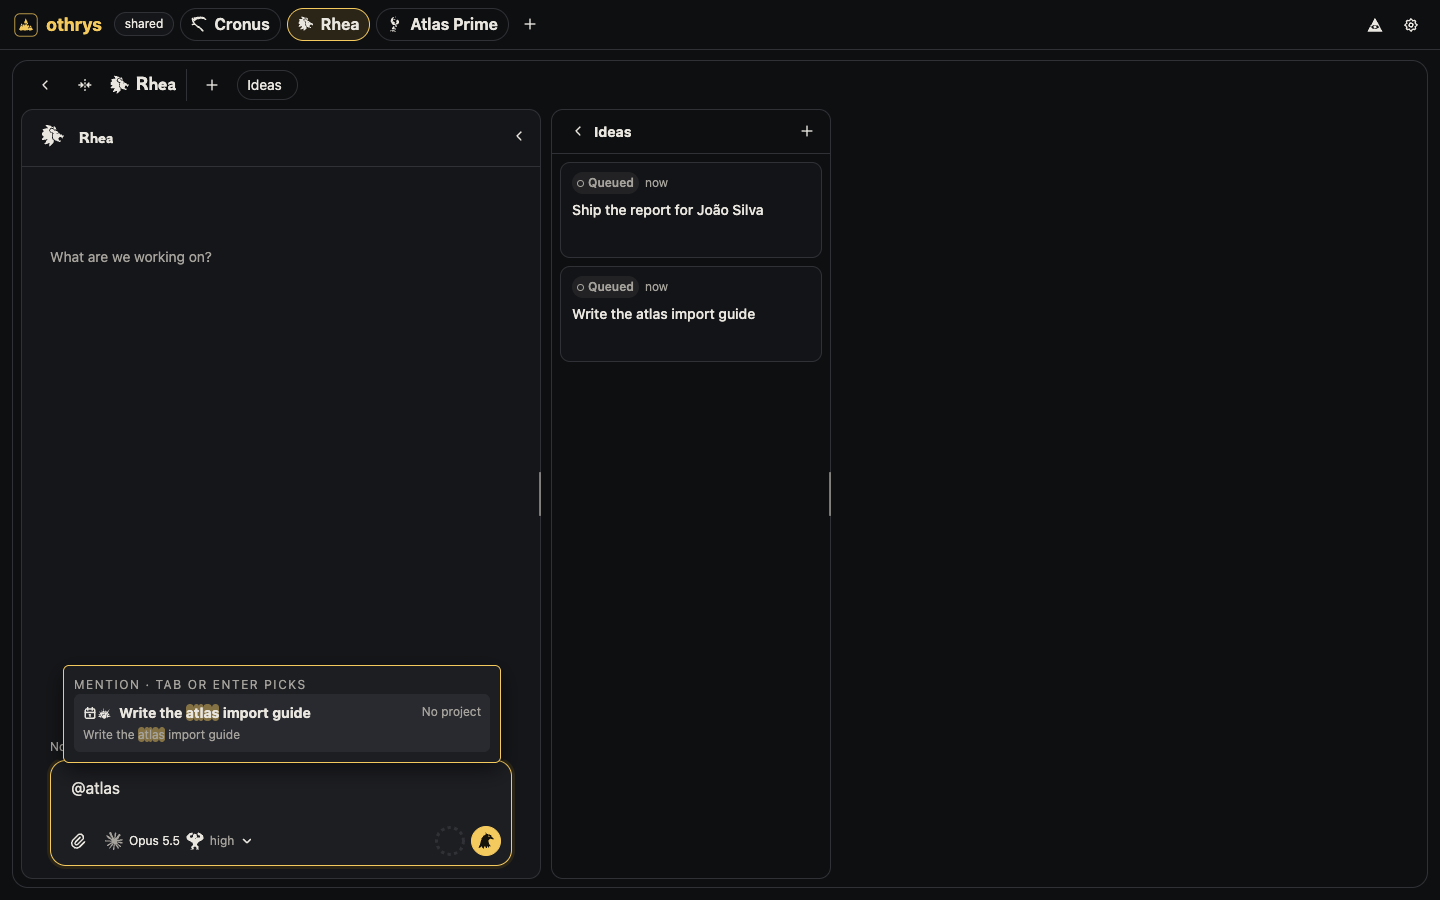 othrys shared Cronus Rhea Atlas Prime
Rhea Ideas
Rhea
Ideas
Queued now
Ship the report for João Silva
What are we working on?
Queued now
Write the atlas import guide
MENTION · TAB OR ENTER PICKS
Write the atlas import guide No project
Write the atlas import guide
@atlas
Opus 5.5 high